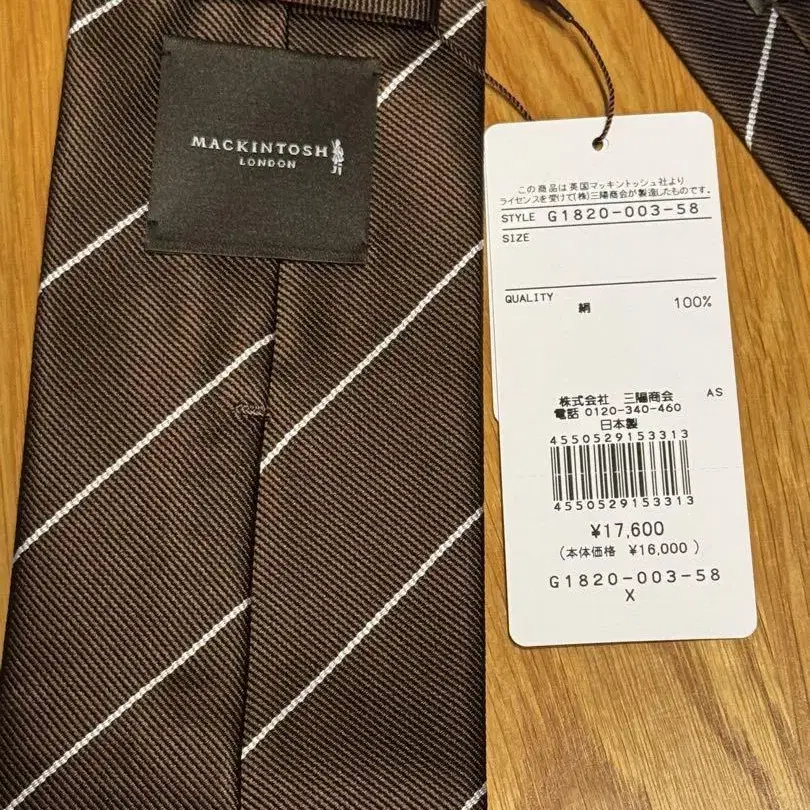 MACKINTOSH
LONDON
この商品は英国マッキントッシュ社より
ライセンスを受けて(株)三陽商会が製造したものです。
STYLE G1820-003-58
SIZE
QUALITY
絹 100%
株式会社 三陽商会 AS
電話 0120-340-460
日本製
4550529153313
4550529153313
¥17,600
(本体価格 ¥16,000 )
G1820-003-58
X